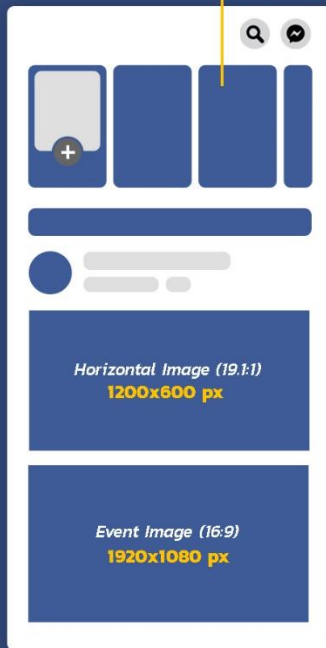 Horizontal Image (19.1:1)
1200x600 px
Event Image (16:9)
1920x1080 px